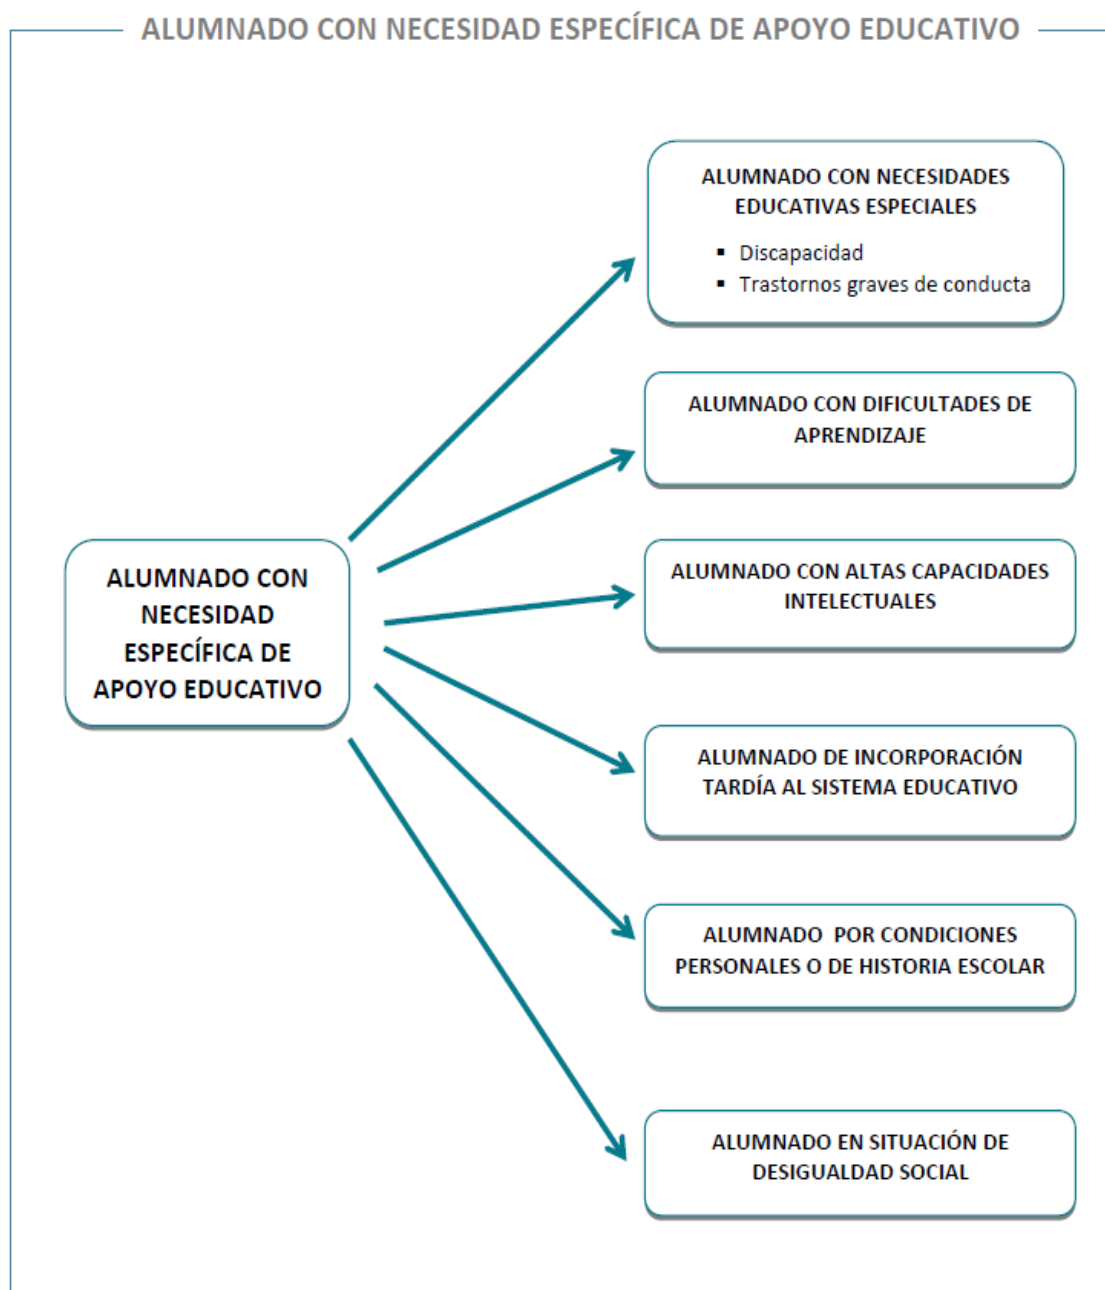 ALUMNADO CON NECESIDAD ESPECÍFICA DE APOYO EDUCATIVO
ALUMNADO CON NECESIDADES
EDUCATIVAS ESPECIALES
▪ Discapacidad
▪ Trastornos graves de conducta
ALUMNADO CON DIFICULTADES DE
APRENDIZAJE
ALUMNADO CON
NECESIDAD
ESPECÍFICA DE
APOYO EDUCATIVO
ALUMNADO CON ALTAS CAPACIDADES
INTELECTUALES
ALUMNADO DE INCORPORACIÓN
TARDÍA AL SISTEMA EDUCATIVO
ALUMNADO POR CONDICIONES
PERSONALES O DE HISTORIA ESCOLAR
ALUMNADO EN SITUACIÓN DE
DESIGUALDAD SOCIAL